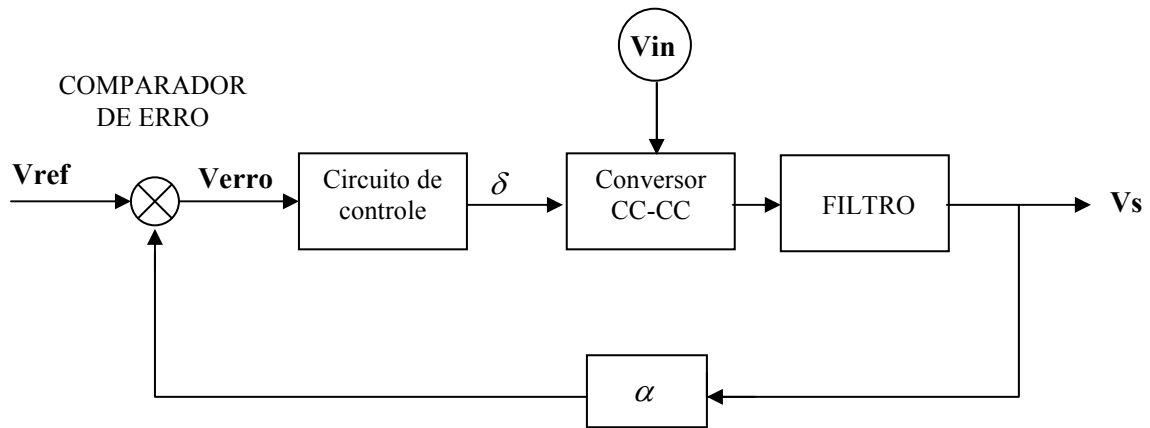 Vin
COMPARADOR
DE ERRO
Vref
Verro
Circuito de
controle
δ
Conversor
CC-CC
FILTRO
Vs
α